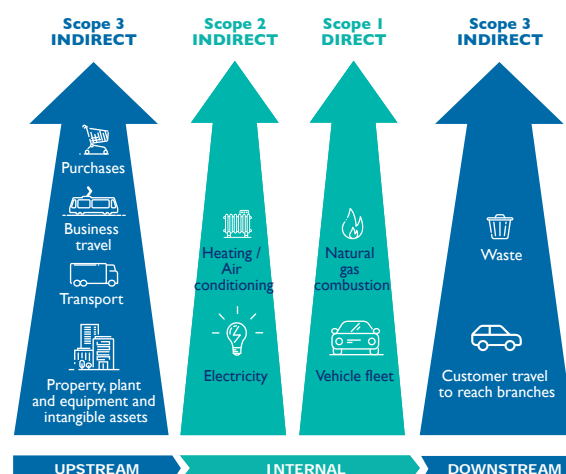 Scope 3
INDIRECT
Scope 2
INDIRECT
Scope 1
DIRECT
Scope 3
INDIRECT
Purchases
Business
travel
Transport
Property, plant
and equipment and
intangible assets
Heating /
Air
conditioning
Electricity
Natural
gas
combustion
Vehicle fleet
Waste
Customer travel
to reach branches
UPSTREAM
INTERNAL
DOWNSTREAM